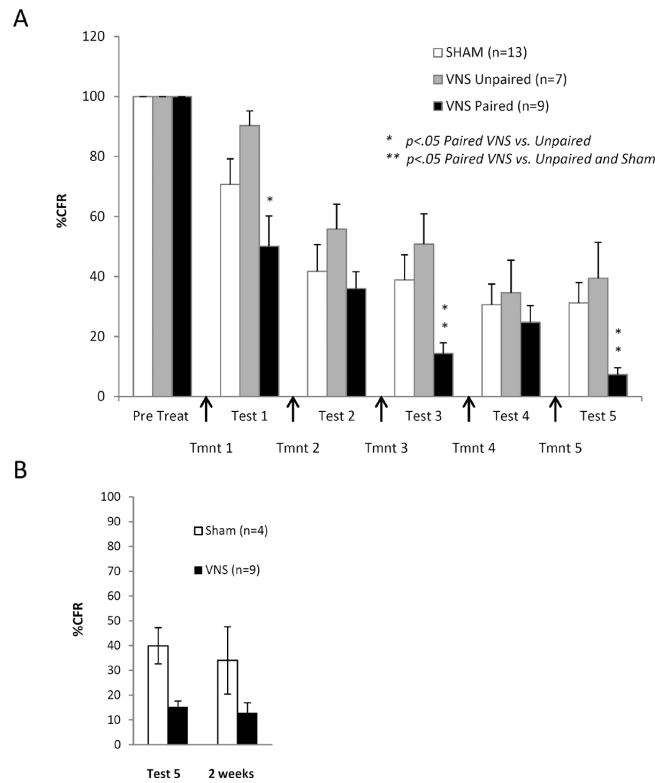 A
120
100
80
60
40
20
0
%CFR
SHAM (n=13)
VNS Unpaired (n=7)
VNS Paired (n=9)
* p<.05 Paired VNS vs. Unpaired
** p<.05 Paired VNS vs. Unpaired and Sham
*
*
*
*
*
Pre Treat Test 1 Test 2 Test 3 Test 4 Test 5
Tmnt 1 Tmnt 2 Tmnt 3 Tmnt 4 Tmnt 5
B
100
90
80
70
60
50
40
30
20
10
0
%CFR
Sham (n=4)
VNS (n=9)
Test 5 2 weeks